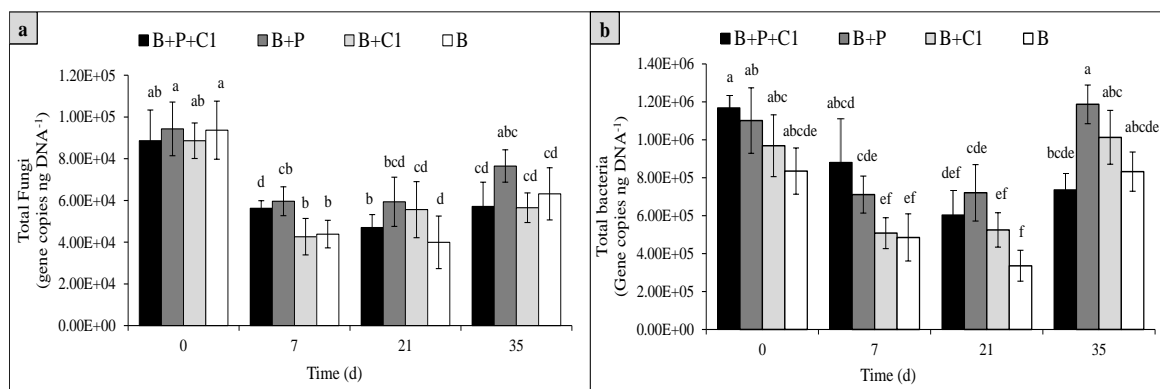 a
B+P+C1 B+P B+C1 B
Total Fungi
(gene copies ng DNA⁻¹)
1.20E+05
1.00E+05
8.00E+04
6.00E+04
4.00E+04
2.00E+04
0.00E+00
ab a ab a
d cb b b
b bcd cd d
cd abc cd cd
0 7 21 35
Time (d)
b
B+P+C1 B+P B+C1 B
Total bacteria
(Gene copies ng DNA⁻¹)
1.40E+06
1.20E+06
1.00E+06
8.00E+05
6.00E+05
4.00E+05
2.00E+05
0.00E+00
a ab abc abcde
abcd cde ef ef
def cde ef f
bcde a abc abcde
0 7 21 35
Time (d)